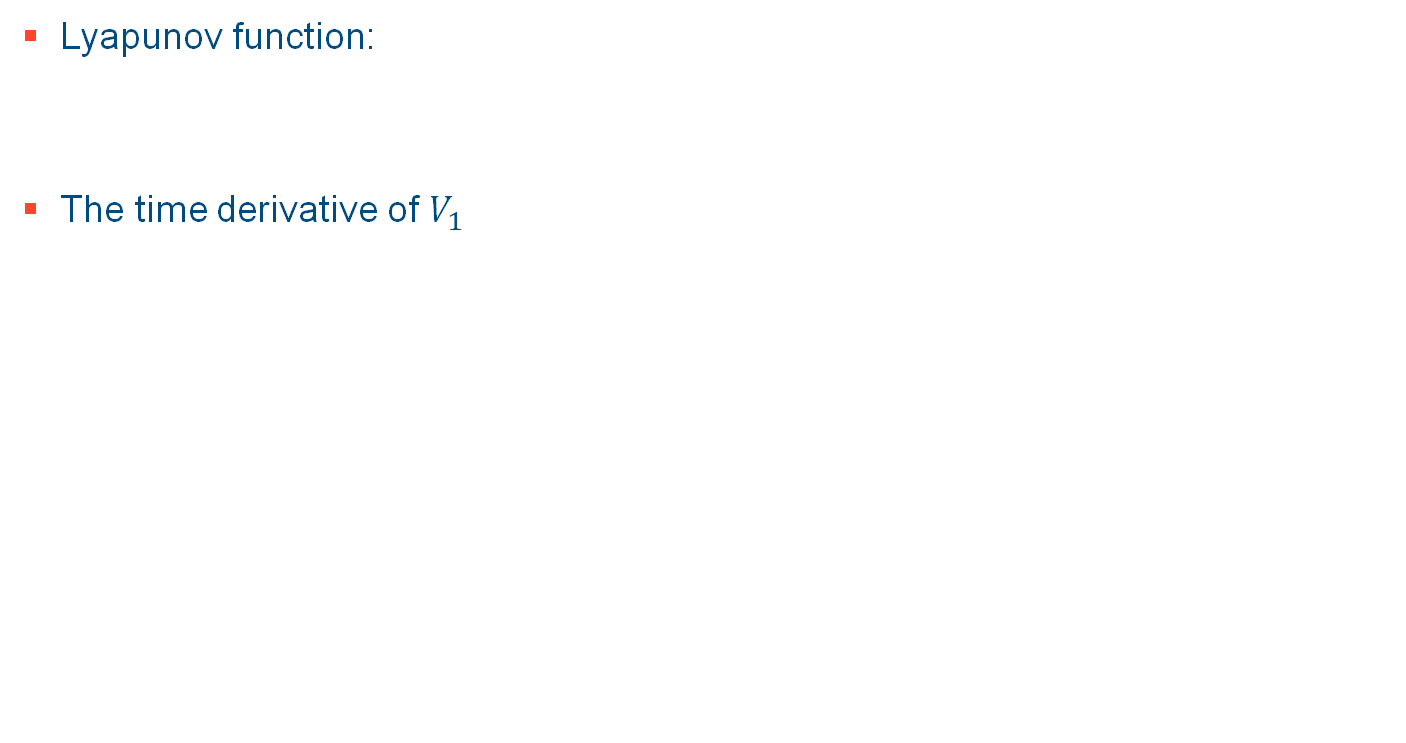 ▪ Lyapunov function:
▪ The time derivative of V₁